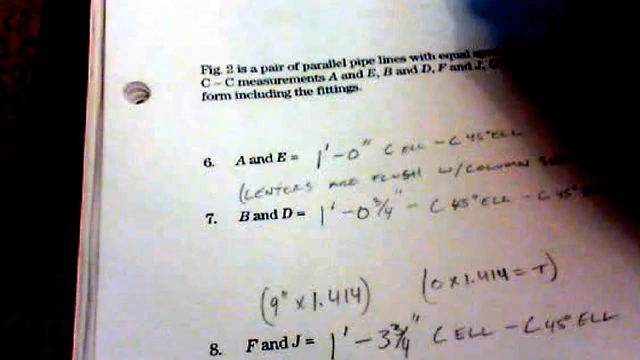 Fig. 2 is a pair of parallel pipe lines with equal
C – C measurements A and E, B and D, F and J,
form including the fittings.
6. A and E = 1'-0" C ELL - C 45° ELL
(CENTERS ARE FLUSH W/COLUMN
7. B and D = 1'-0 3/4" - C 45° ELL - C 45°
(9" x 1.414) (O x 1.414 = T)
8. F and J = 1'-3 3/4" C ELL - C 45° ELL